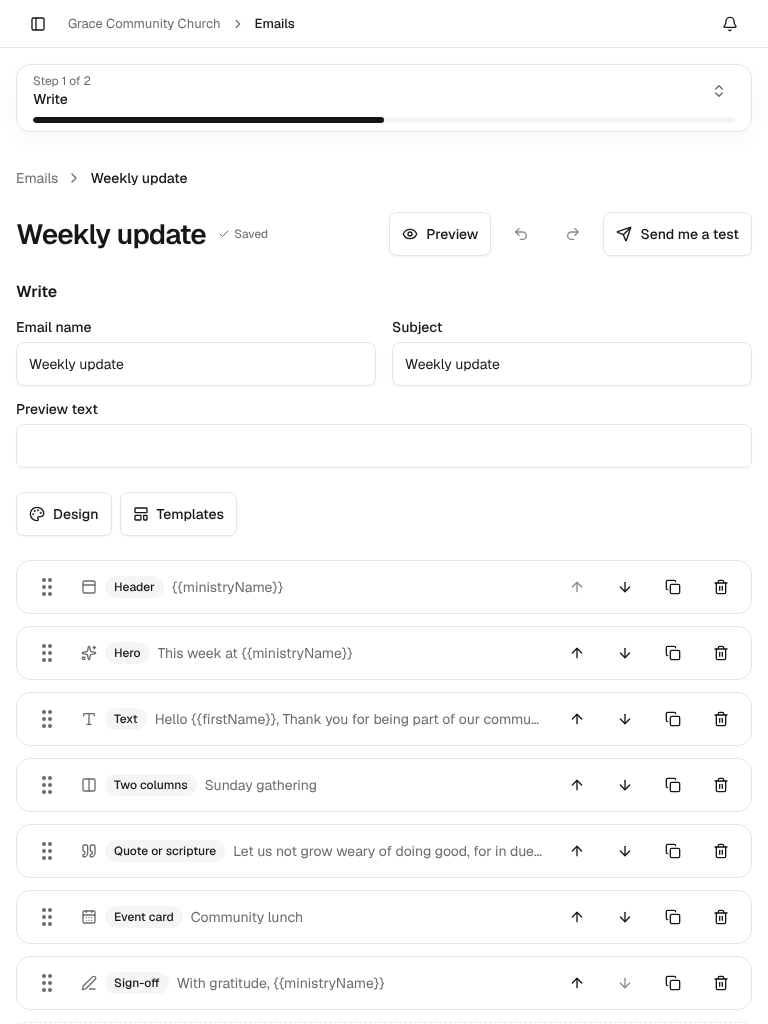 Grace Community Church > Emails
Step 1 of 2
Write
Emails > Weekly update
Weekly update Saved Preview Send me a test
Write
Email name Subject
Weekly update Weekly update
Preview text
Design Templates
Header {{ministryName}}
Hero This week at {{ministryName}}
Text Hello {{firstName}}, Thank you for being part of our commu...
Two columns Sunday gathering
Quote or scripture Let us not grow weary of doing good, for in due...
Event card Community lunch
Sign-off With gratitude, {{ministryName}}